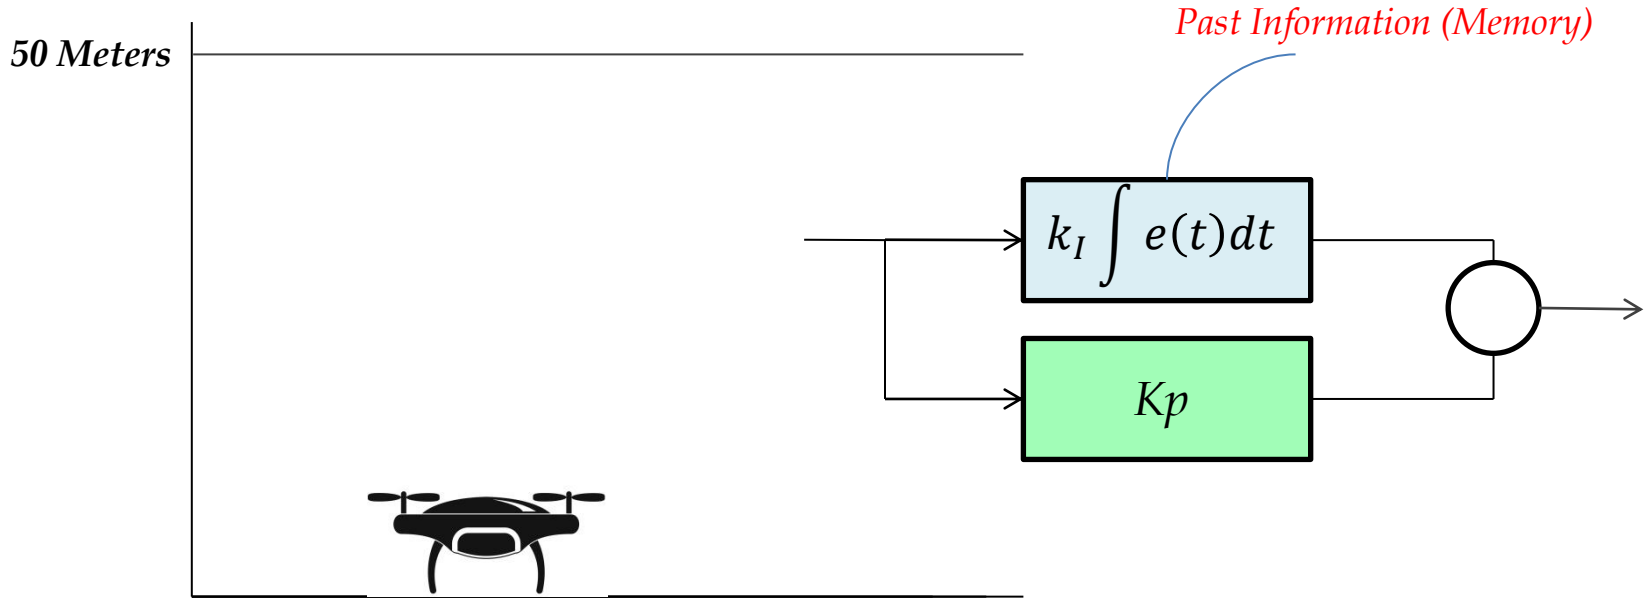 Past Information (Memory)
50 Meters
k_I ∫ e(t)dt
Kp